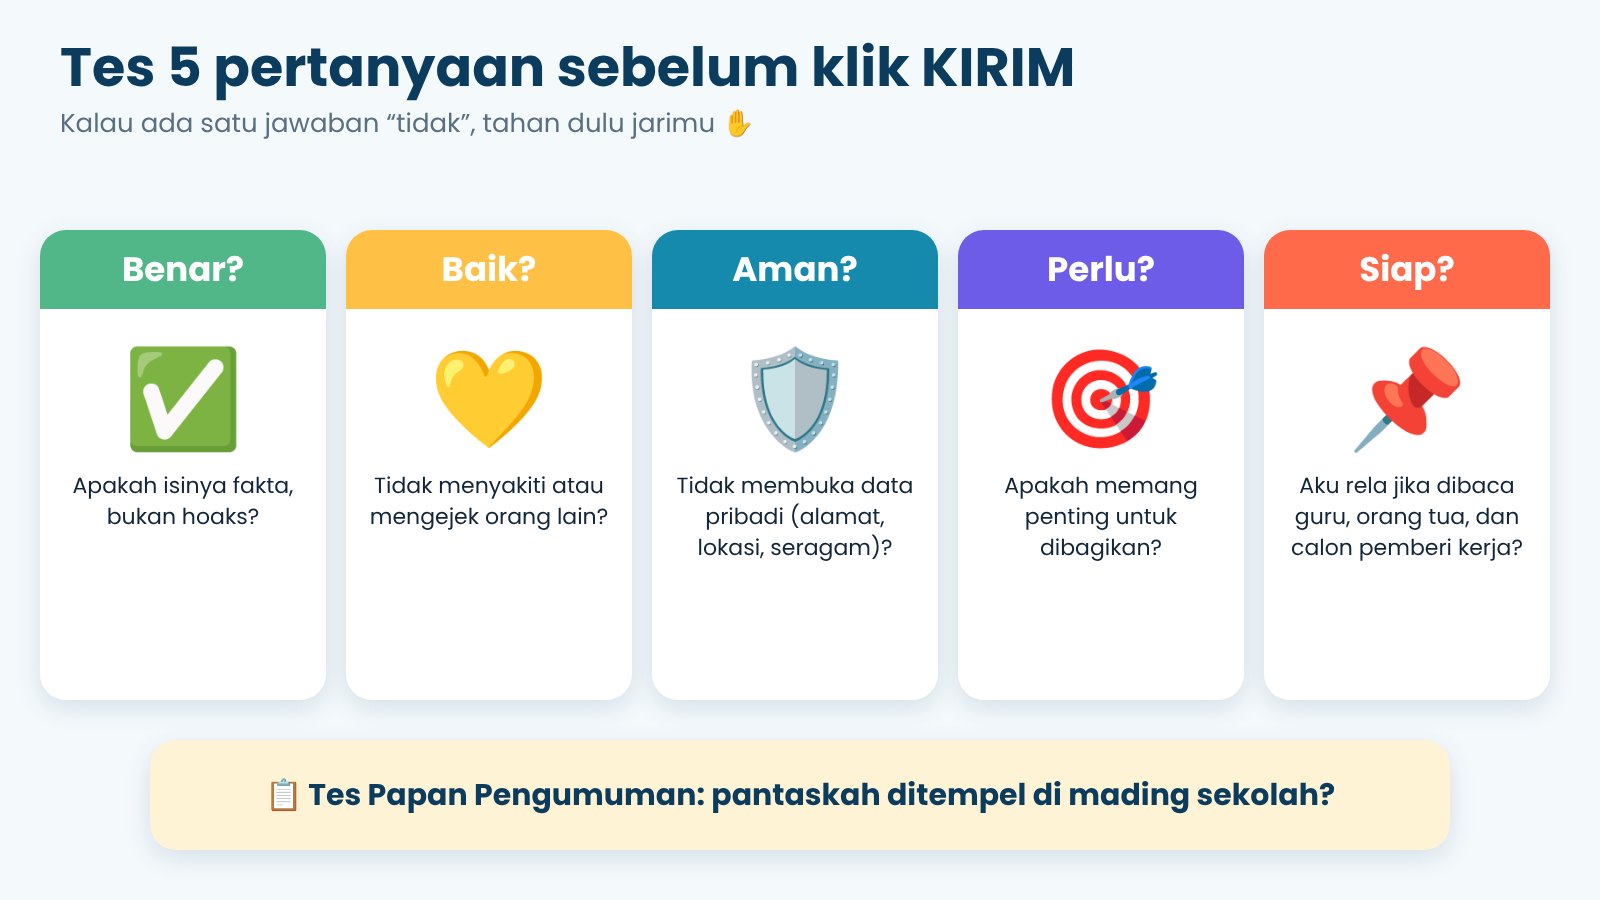 Tes 5 pertanyaan sebelum klik KIRIM
Kalau ada satu jawaban “tidak”, tahan dulu jarimu ✋
Benar?
Apakah isinya fakta,
bukan hoaks?
Baik?
Tidak menyakiti atau
mengejek orang lain?
Aman?
Tidak membuka data
pribadi (alamat,
lokasi, seragam)?
Perlu?
Apakah memang
penting untuk
dibagikan?
Siap?
Aku rela jika dibaca
guru, orang tua, dan
calon pemberi kerja?
📋 Tes Papan Pengumuman: pantaskah ditempel di mading sekolah?